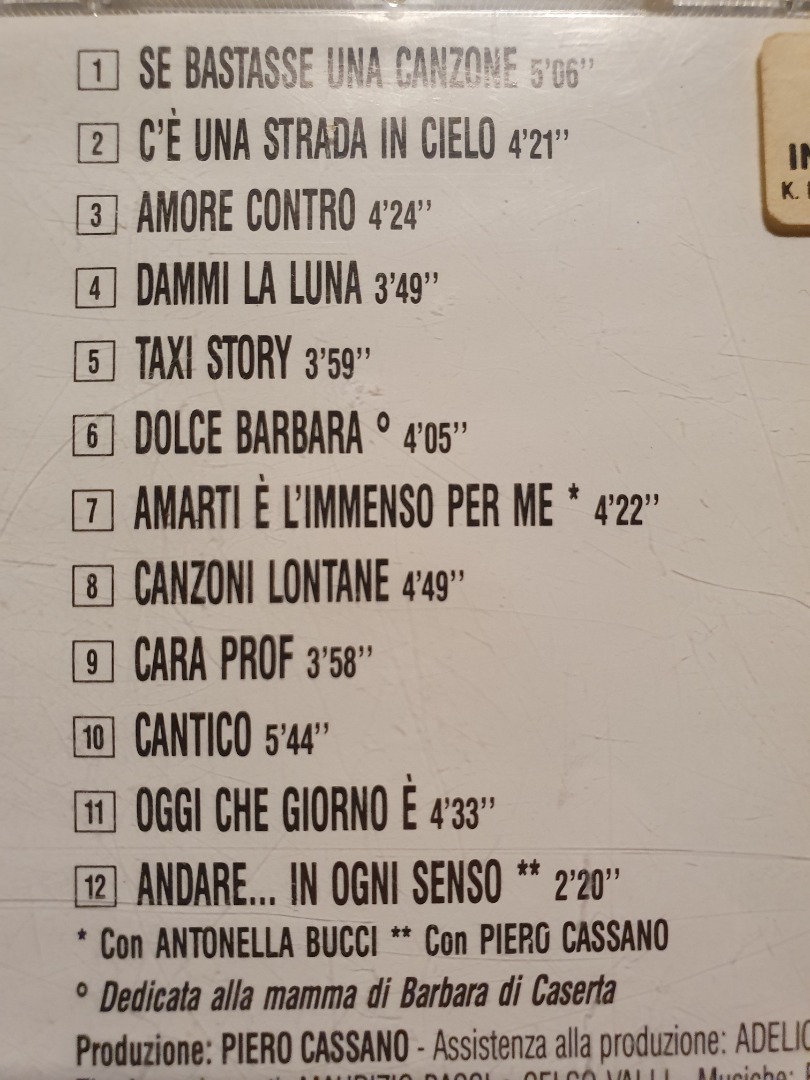 1 SE BASTASSE UNA CANZONE 5'06''
2 C'È UNA STRADA IN CIELO 4'21''
3 AMORE CONTRO 4'24''
4 DAMMI LA LUNA 3'49''
5 TAXI STORY 3'59''
6 DOLCE BARBARA ° 4'05''
7 AMARTI È L'IMMENSO PER ME * 4'22''
8 CANZONI LONTANE 4'49''
9 CARA PROF 3'58''
10 CANTICO 5'44''
11 OGGI CHE GIORNO È 4'33''
12 ANDARE... IN OGNI SENSO ** 2'20''
* Con ANTONELLA BUCCI ** Con PIERO CASSANO
° Dedicata alla mamma di Barbara di Caserta
Produzione: PIERO CASSANO - Assistenza alla produzione: ADELIO
K.